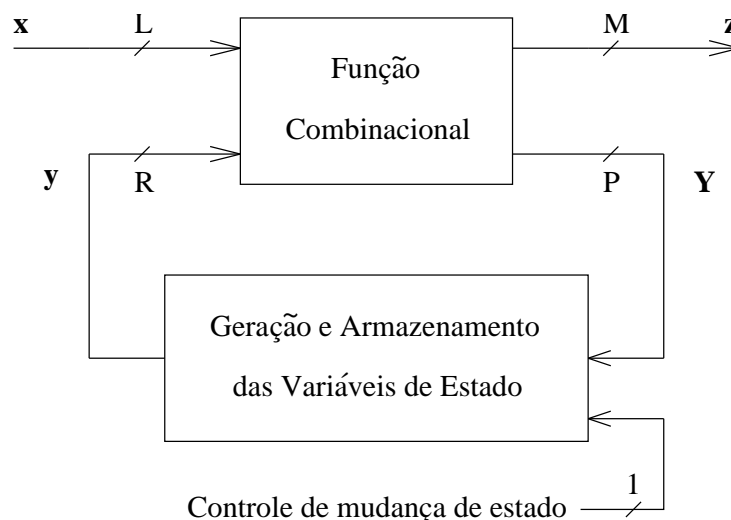 x
L
M
z
Função
Combinacional
y
R
P
Y
Geração e Armazenamento
das Variáveis de Estado
1
Controle de mudança de estado